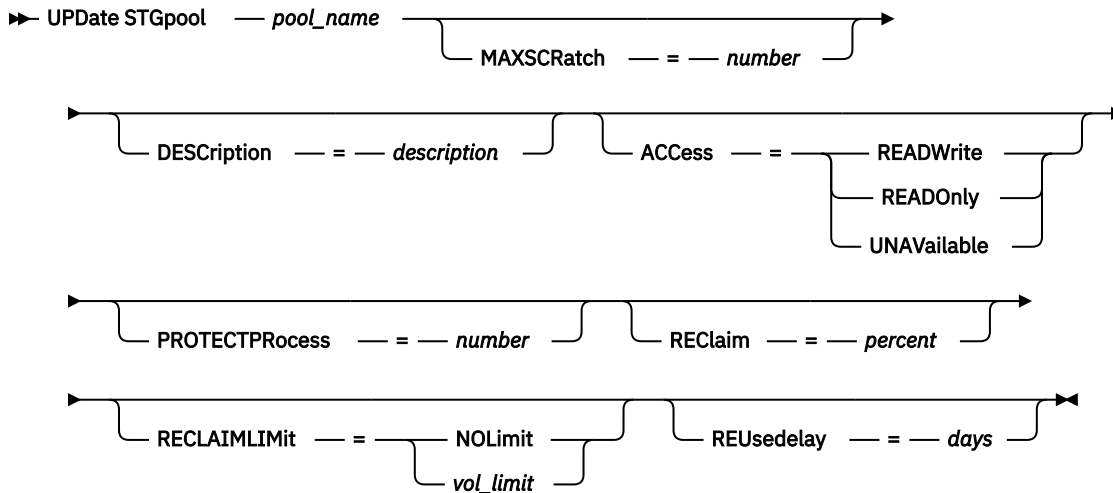 UPDate STGpool pool_name
MAXSCRatch = number
DESCription = description ACCess = READWrite
READOnly
UNAVailable
PROTECTPRocess = number REClaim = percent
RECLAIMLIMit = NOLimit REUsedelay = days
vol_limit